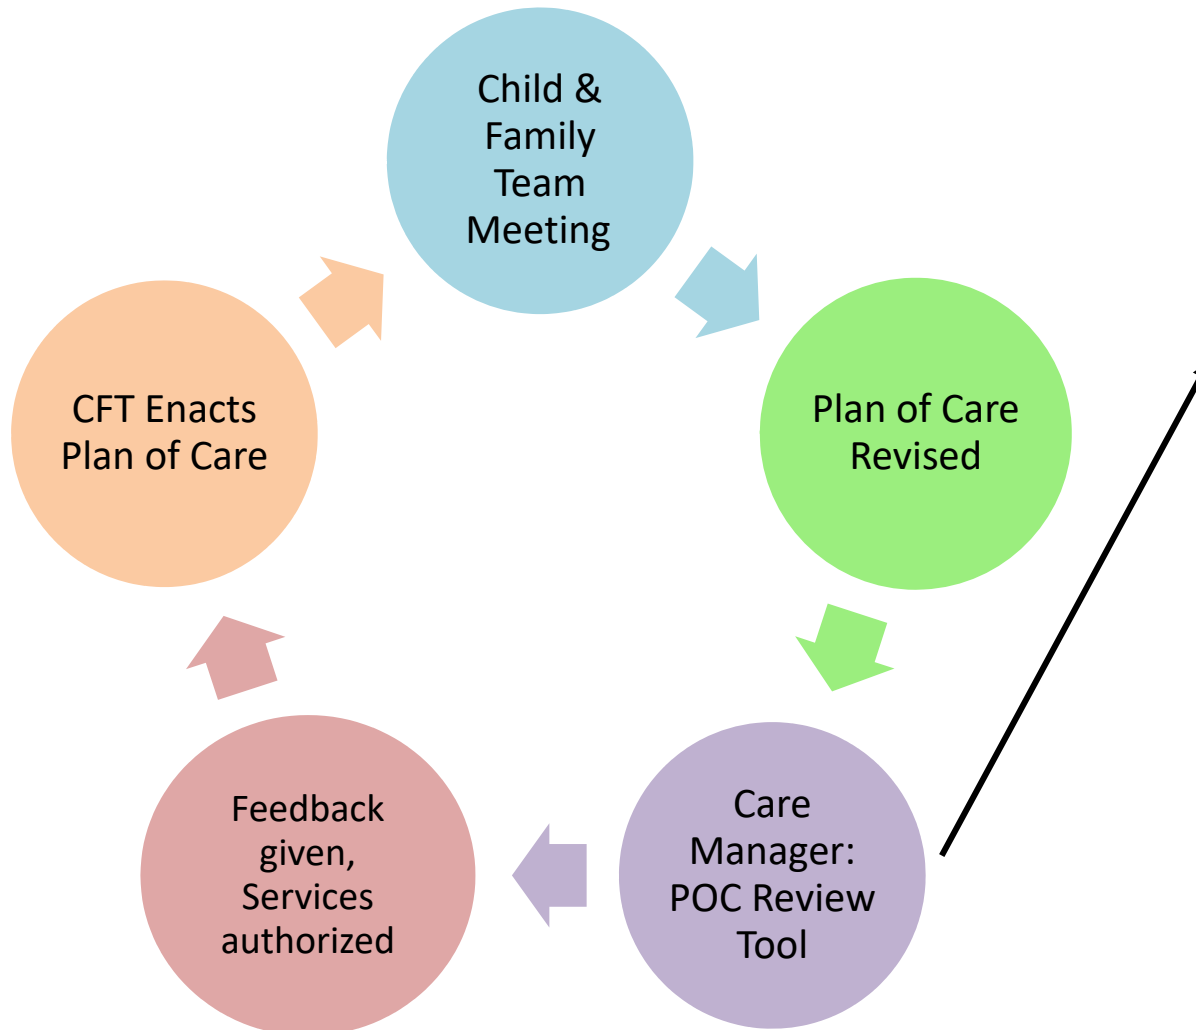 Child &
Family
Team
Meeting
Plan of Care
Revised
Care
Manager:
POC Review
Tool
Feedback
given,
Services
authorized
CFT Enacts
Plan of Care